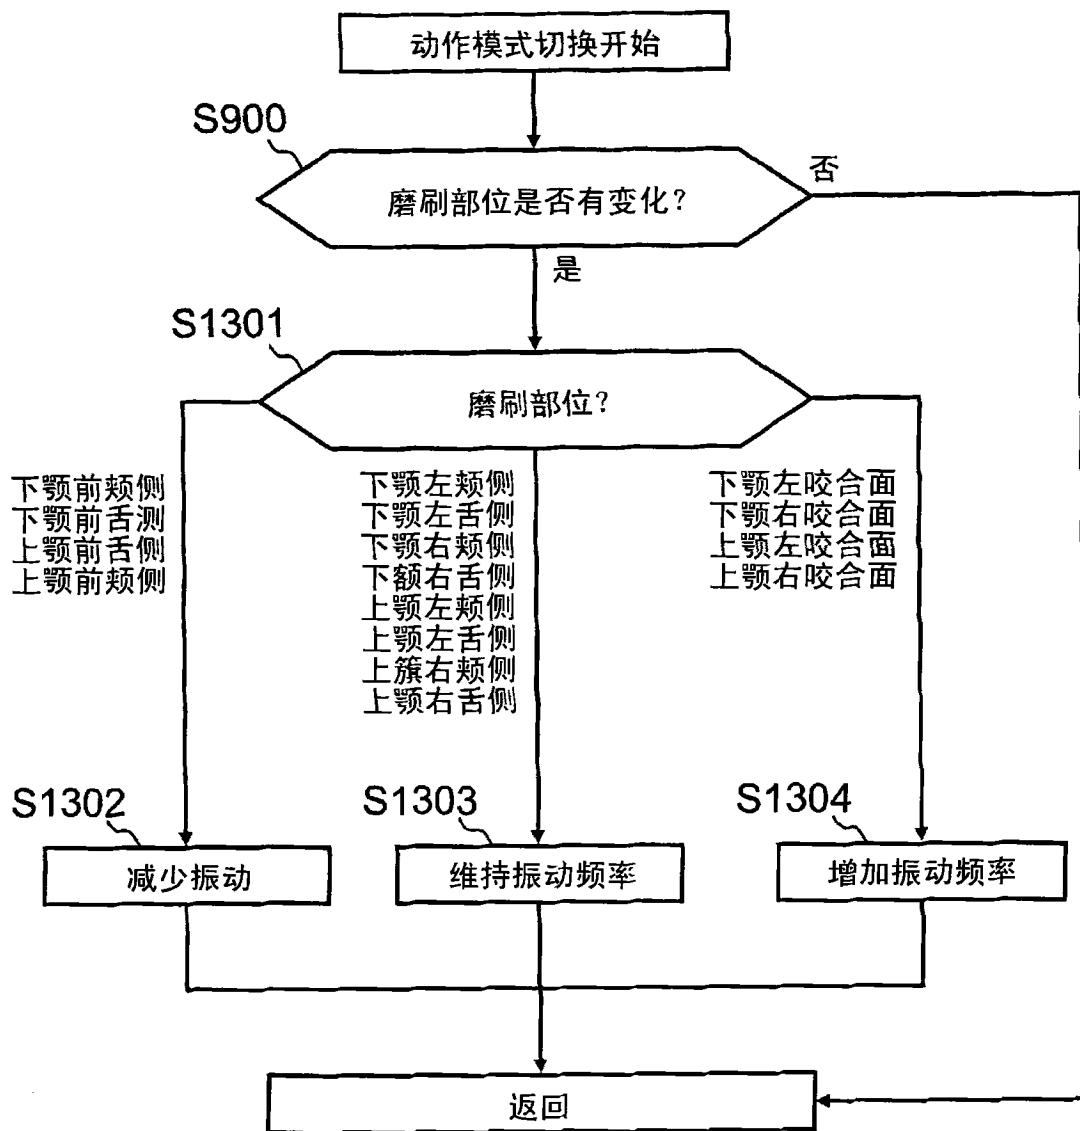 动作模式切换开始
S900
磨刷部位是否有变化？
否
是
S1301
磨刷部位？
下颚前颊侧
下颚前舌测
上颚前舌侧
上颚前颊侧
下颚左颊侧
下颚左舌侧
下颚右颊侧
下额右舌侧
上颚左颊侧
上颚左舌侧
上籏右颊侧
上颚右舌侧
下颚左咬合面
下颚右咬合面
上颚左咬合面
上颚右咬合面
S1302
减少振动
S1303
维持振动频率
S1304
增加振动频率
返回